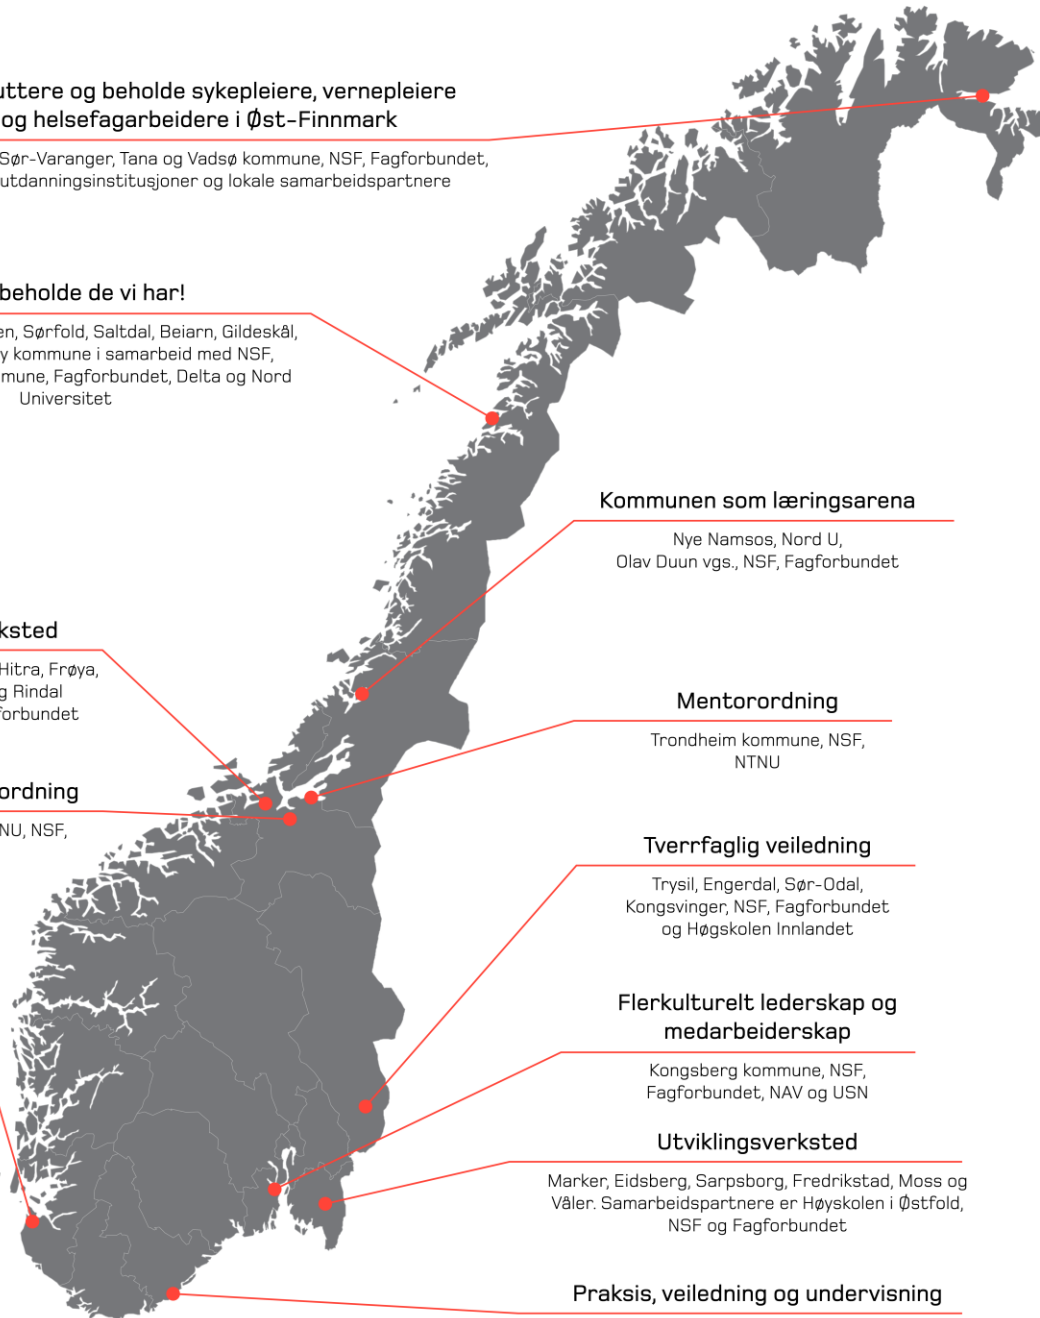 uttere og beholde sykepleiere, vernepleiere
og helsefagarbeidere i Øst-Finnmark
Sør-Varanger, Tana og Vadsø kommune, NSF, Fagforbundet,
utdanningsinstitusjoner og lokale samarbeidspartnere
beholde de vi har!
en, Sørfold, Saltdal, Beiarn, Gildeskål,
y kommune i samarbeid med NSF,
mune, Fagforbundet, Delta og Nord
Universitet
Kommunen som læringsarena
Nye Namsos, Nord U,
Olav Duun vgs., NSF, Fagforbundet
ksted
Hitra, Frøya,
g Rindal
forbundet
Mentorordning
Trondheim kommune, NSF,
NTNU
ordning
NU, NSF,
Tverrfaglig veiledning
Trysil, Engerdal, Sør-Odal,
Kongsvinger, NSF, Fagforbundet
og Høgskolen Innlandet
Flerkulturelt lederskap og
medarbeiderskap
Kongsberg kommune, NSF,
Fagforbundet, NAV og USN
Utviklingsverksted
Marker, Eidsberg, Sarpsborg, Fredrikstad, Moss og
Våler. Samarbeidspartnere er Høyskolen i Østfold,
NSF og Fagforbundet
Praksis, veiledning og undervisning